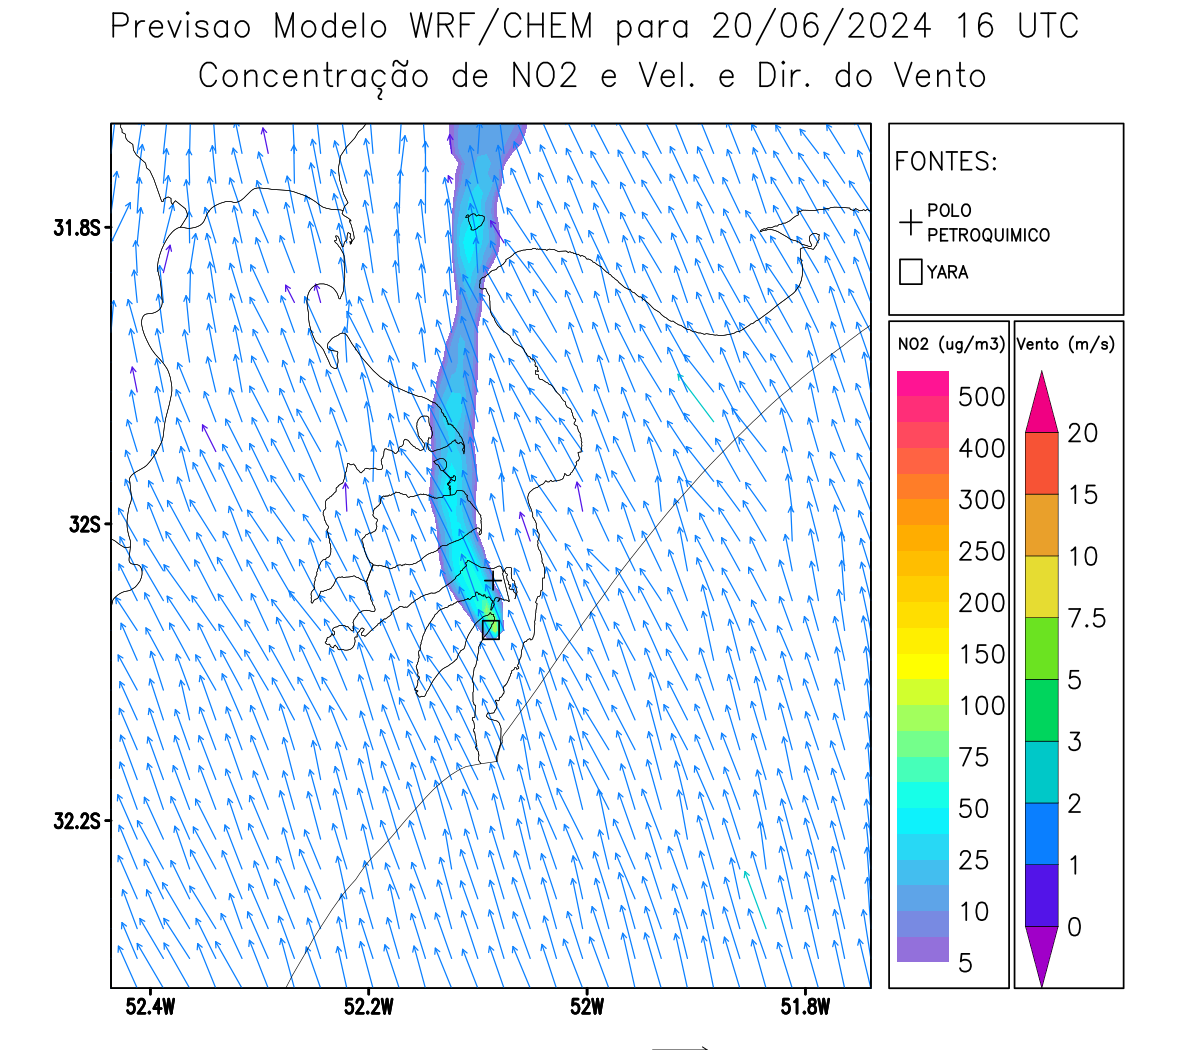 Previsao Modelo WRF/CHEM para 20/06/2024 16 UTC
Concentração de NO2 e Vel. e Dir. do Vento
FONTES:
POLO
PETROQUIMICO
YARA
31.8S
32S
32.2S
52.4W
52.2W
52W
51.8W
NO2 (ug/m3)
500
400
300
250
200
150
100
75
50
25
10
5
Vento (m/s)
20
15
10
7.5
5
3
2
1
0